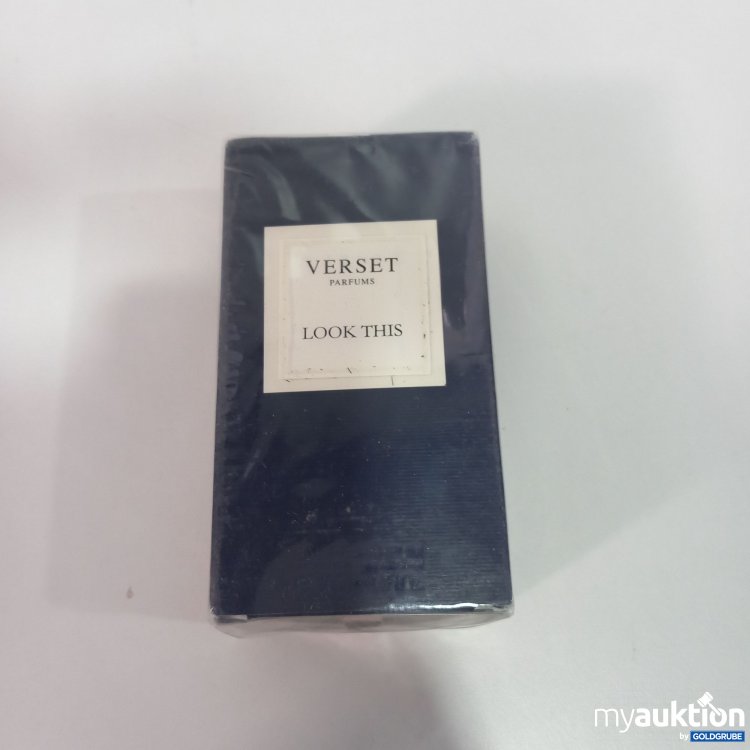 VERSET
PARFUMS
LOOK THIS
myauktion
by GOLDGRUBE